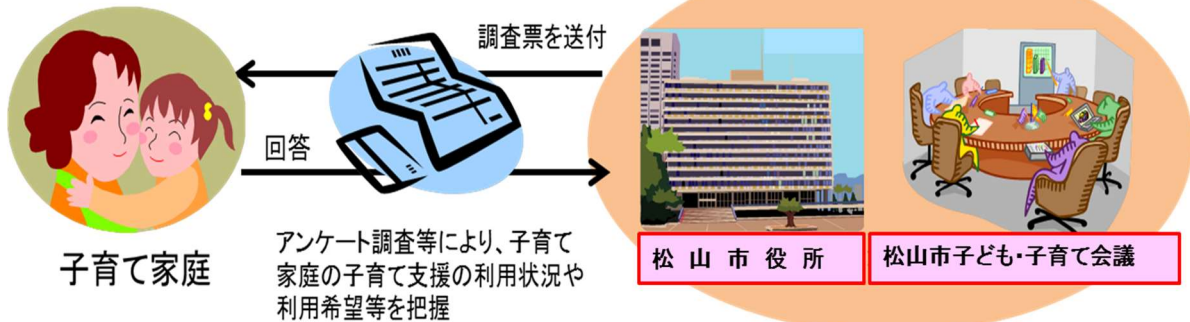 調査票を送付
回答
子育て家庭
アンケート調査等により、子育て
家庭の子育て支援の利用状況や
利用希望等を把握
松山市役所
松山市子ども・子育て会議